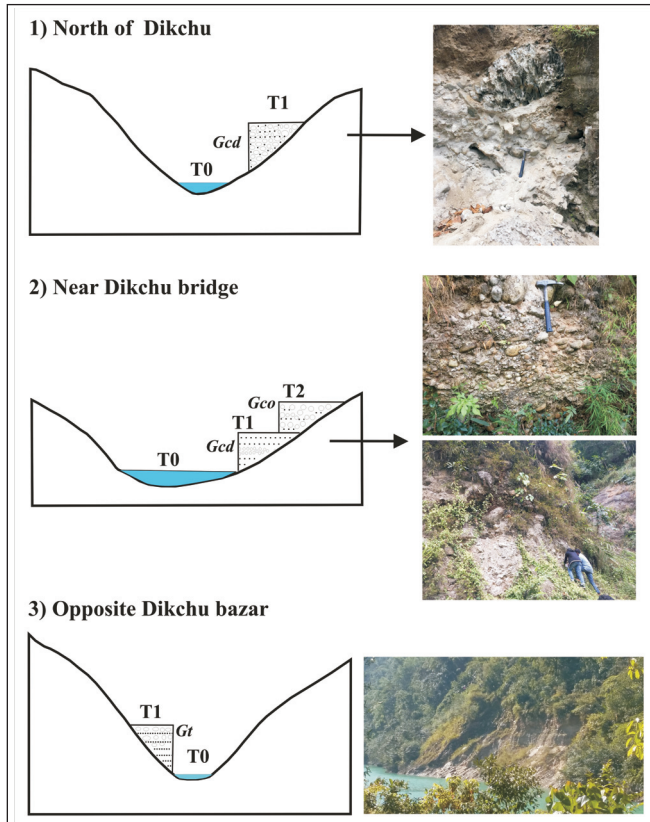 1) North of Dikchu
T1
Gcd
T0
2) Near Dikchu bridge
T2
Gco
T1
Gcd
T0
3) Opposite Dikchu bazar
T1
Gt
T0